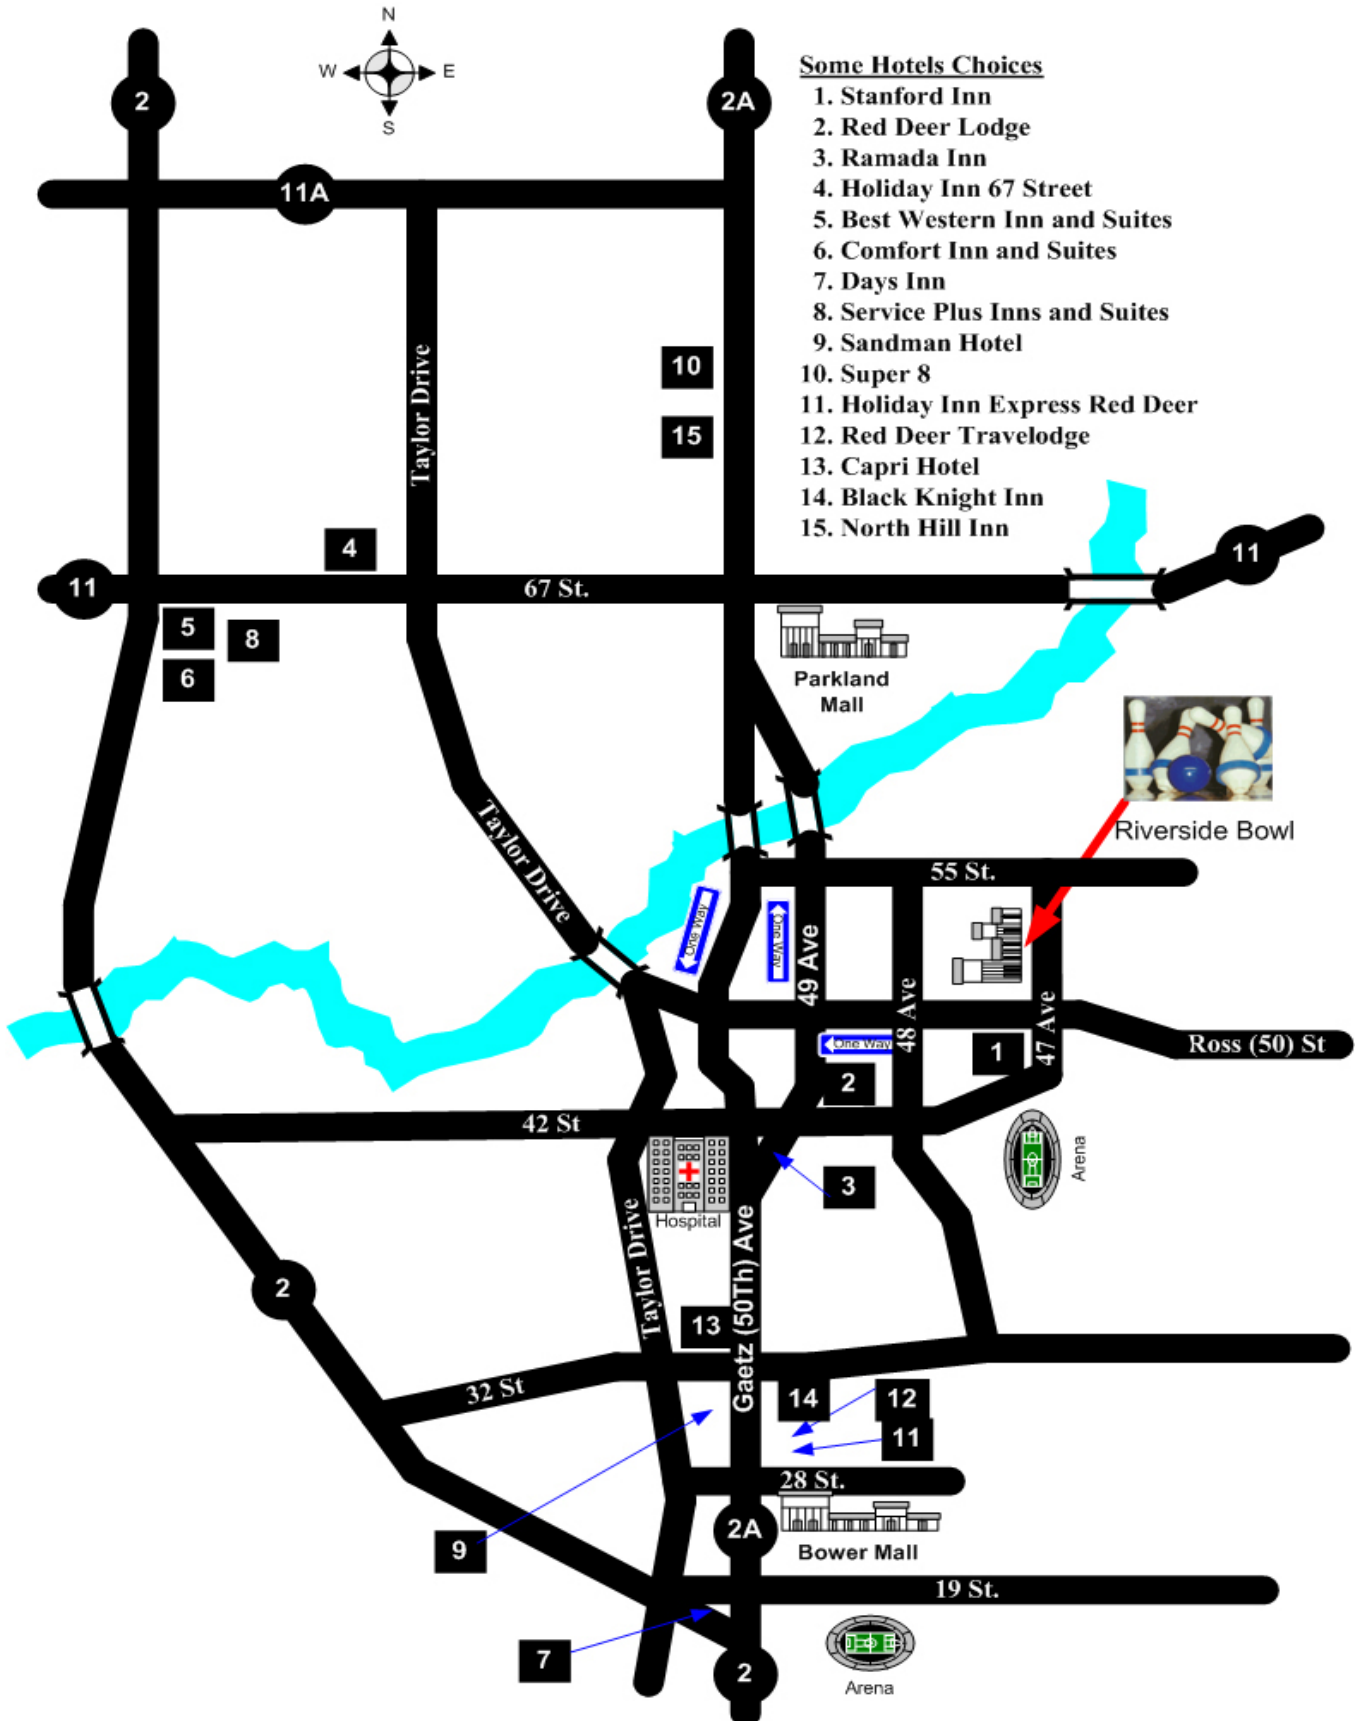 N
W E
S
2
2A
Some Hotels Choices
1. Stanford Inn
2. Red Deer Lodge
3. Ramada Inn
4. Holiday Inn 67 Street
5. Best Western Inn and Suites
6. Comfort Inn and Suites
7. Days Inn
8. Service Plus Inns and Suites
9. Sandman Hotel
10. Super 8
11. Holiday Inn Express Red Deer
12. Red Deer Travelodge
13. Capri Hotel
14. Black Knight Inn
15. North Hill Inn
11A
Taylor Drive
10
15
4
11
67 St.
11
5
8
6
Parkland
Mall
Riverside Bowl
Taylor Drive
55 St.
One Way
One Way
49 Ave
48 Ave
47 Ave
One Way
1
Ross (50) St
2
42 St
3
Arena
Hospital
Taylor Drive
Gaetz (50Th) Ave
2
13
32 St
14
12
11
28 St.
2A
9
Bower Mall
19 St.
7
2
Arena